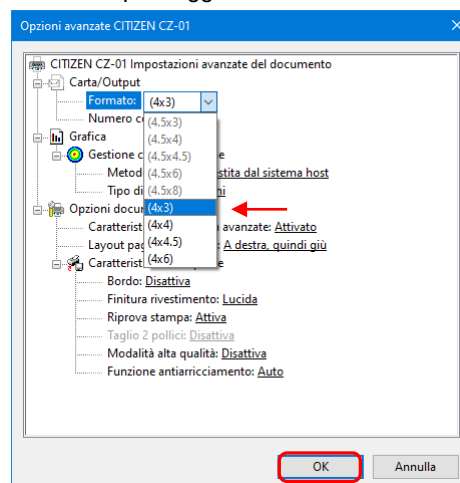 Opzioni avanzate CITIZEN CZ-01
CITIZEN CZ-01 Impostazioni avanzate del documento
Carta/Output
Formato: (4x3)
Numero c
(4.5x3)
Grafica
(4.5x4)
Gestione c (4.5x4.5) e
Metod (4.5x6) stita dal sistema host
Tipo di (4.5x8) ni
Opzioni docur (4x3)
Caratterist (4x4) avanzate: Attivato
Layout pag (4x4.5) : A destra, quindi giù
Caratterist (4x6)
Bordo: Disattiva
Finitura rivestimento: Lucida
Riprova stampa: Attiva
Taglio 2 pollici: Disattiva
Modalità alta qualità: Disattiva
Funzione antiarricciamento: Auto
OK Annulla